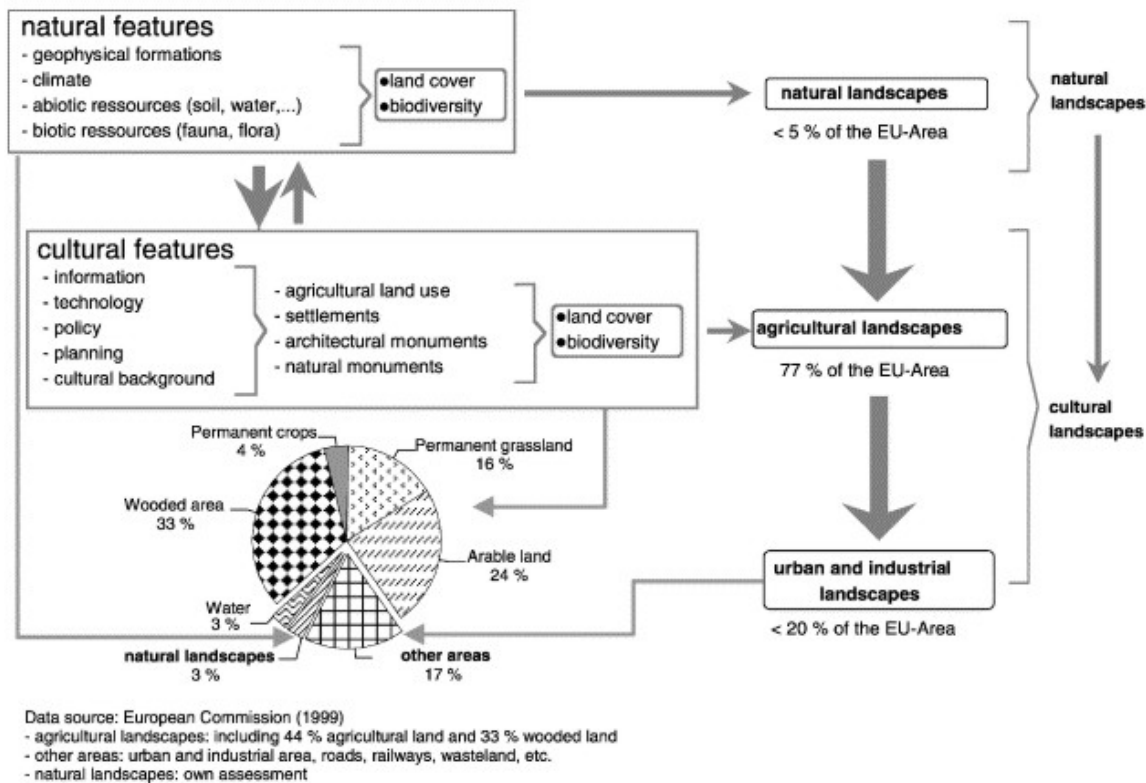 natural features
- geophysical formations
- climate
- abiotic ressources (soil, water,...)
- biotic ressources (fauna, flora)
●land cover
●biodiversity
natural landscapes
< 5 % of the EU-Area
natural
landscapes
cultural features
- information
- technology
- policy
- planning
- cultural background
- agricultural land use
- settlements
- architectural monuments
- natural monuments
●land cover
●biodiversity
agricultural landscapes
77 % of the EU-Area
cultural
landscapes
Permanent crops
4 %
Permanent grassland
16 %
Wooded area
33 %
Arable land
24 %
Water
3 %
natural landscapes
3 %
other areas
17 %
urban and industrial
landscapes
< 20 % of the EU-Area
Data source: European Commission (1999)
- agricultural landscapes: including 44 % agricultural land and 33 % wooded land
- other areas: urban and industrial area, roads, railways, wasteland, etc.
- natural landscapes: own assessment